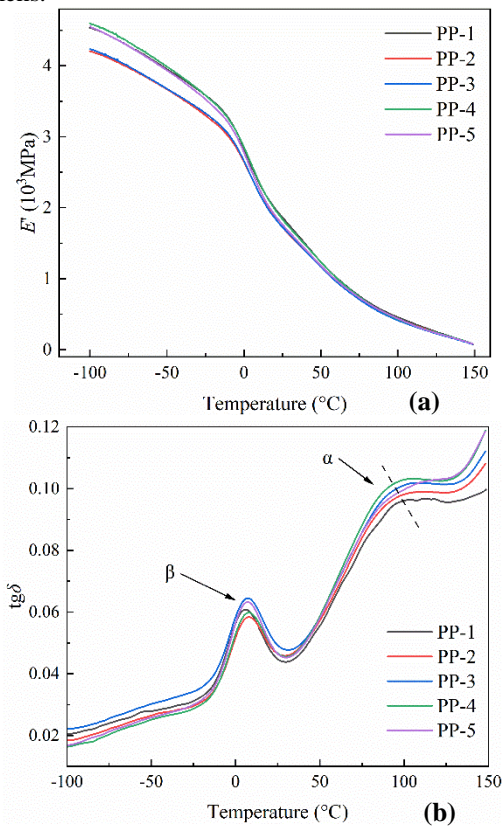 ens.
4
3
2
1
0
E' (10³MPa)
PP-1
PP-2
PP-3
PP-4
PP-5
-100 -50 0 50 100 150
Temperature (°C)
(a)
0.12
0.10
0.08
0.06
0.04
0.02
tgδ
α
β
PP-1
PP-2
PP-3
PP-4
PP-5
-100 -50 0 50 100 150
Temperature (°C)
(b)